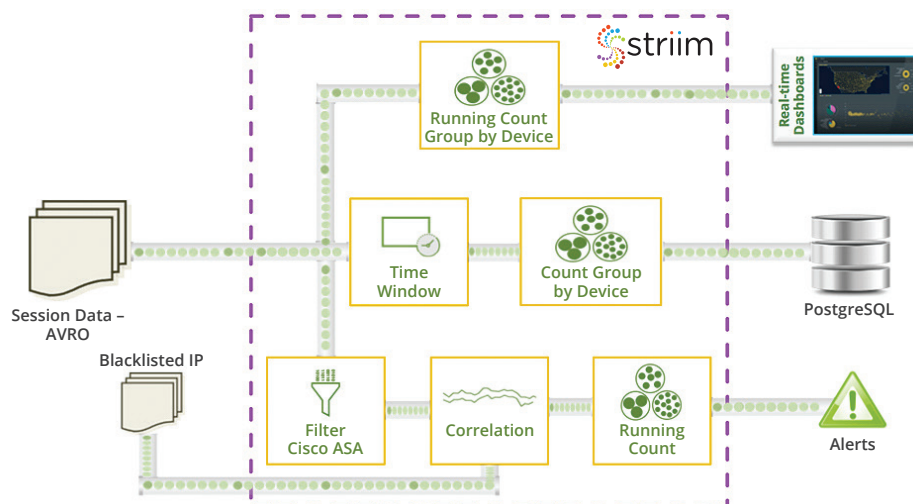 striim
Running Count
Group by Device
Real-time
Dashboards
Time
Window
Count Group
by Device
Session Data –
AVRO
PostgreSQL
Blacklisted IP
Filter
Cisco ASA
Correlation
Running
Count
Alerts